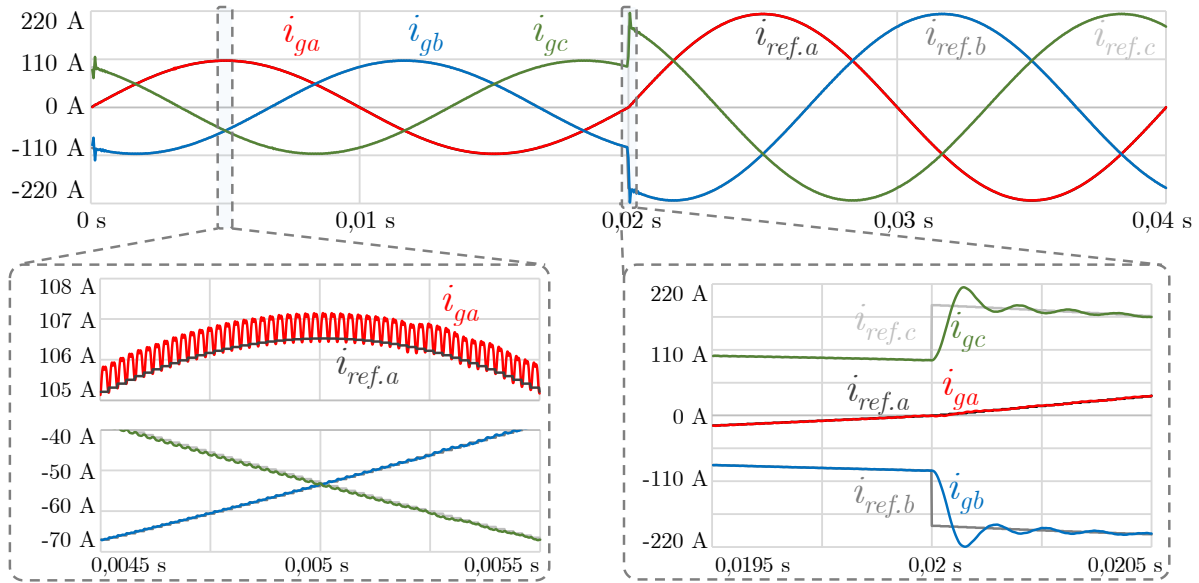 220 A
i_ga i_gb i_gc i_ref.a i_ref.b i_ref.c
110 A
0 A
-110 A
-220 A
0 s 0,01 s 0,02 s 0,03 s 0,04 s
108 A
107 A
106 A
105 A
i_ga
i_ref.a
-40 A
-50 A
-60 A
-70 A
0,0045 s 0,005 s 0,0055 s
220 A
i_ref.c i_gc
110 A
i_ref.a i_ga
0 A
-110 A
i_ref.b i_gb
-220 A
0,0195 s 0,02 s 0,0205 s